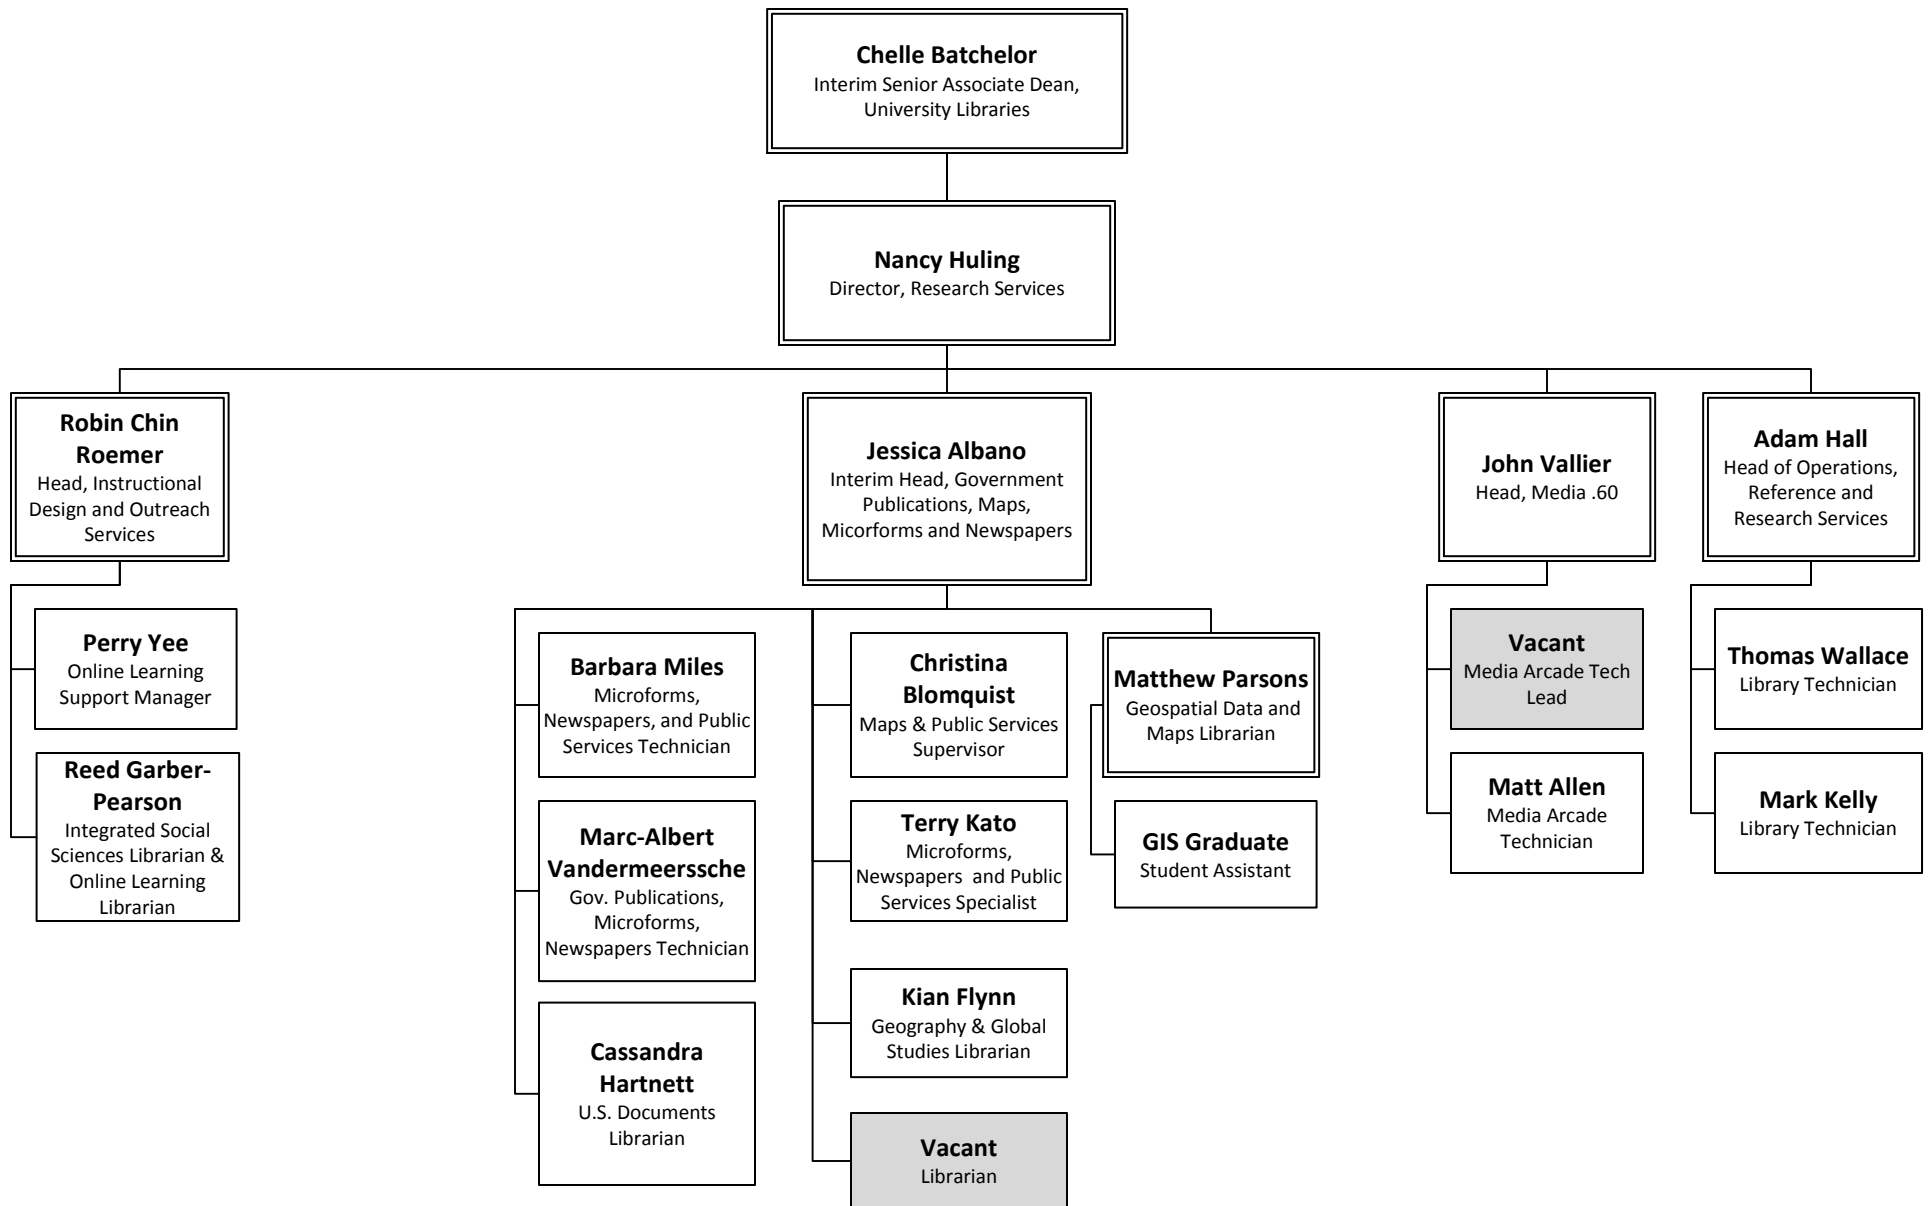 Chelle Batchelor
Interim Senior Associate Dean,
University Libraries
Nancy Huling
Director, Research Services
Robin Chin
Roemer
Head, Instructional
Design and Outreach
Services
Perry Yee
Online Learning
Support Manager
Reed Garber-
Pearson
Integrated Social
Sciences Librarian &
Online Learning
Librarian
Jessica Albano
Interim Head, Government
Publications, Maps,
Micorforms and Newspapers
Barbara Miles
Microforms,
Newspapers, and Public
Services Technician
Marc-Albert
Vandermeerssche
Gov. Publications,
Microforms,
Newspapers Technician
Cassandra
Hartnett
U.S. Documents
Librarian
Christina
Blomquist
Maps & Public Services
Supervisor
Terry Kato
Microforms,
Newspapers and Public
Services Specialist
Kian Flynn
Geography & Global
Studies Librarian
Vacant
Librarian
Matthew Parsons
Geospatial Data and
Maps Librarian
GIS Graduate
Student Assistant
John Vallier
Head, Media .60
Vacant
Media Arcade Tech
Lead
Matt Allen
Media Arcade
Technician
Adam Hall
Head of Operations,
Reference and
Research Services
Thomas Wallace
Library Technician
Mark Kelly
Library Technician